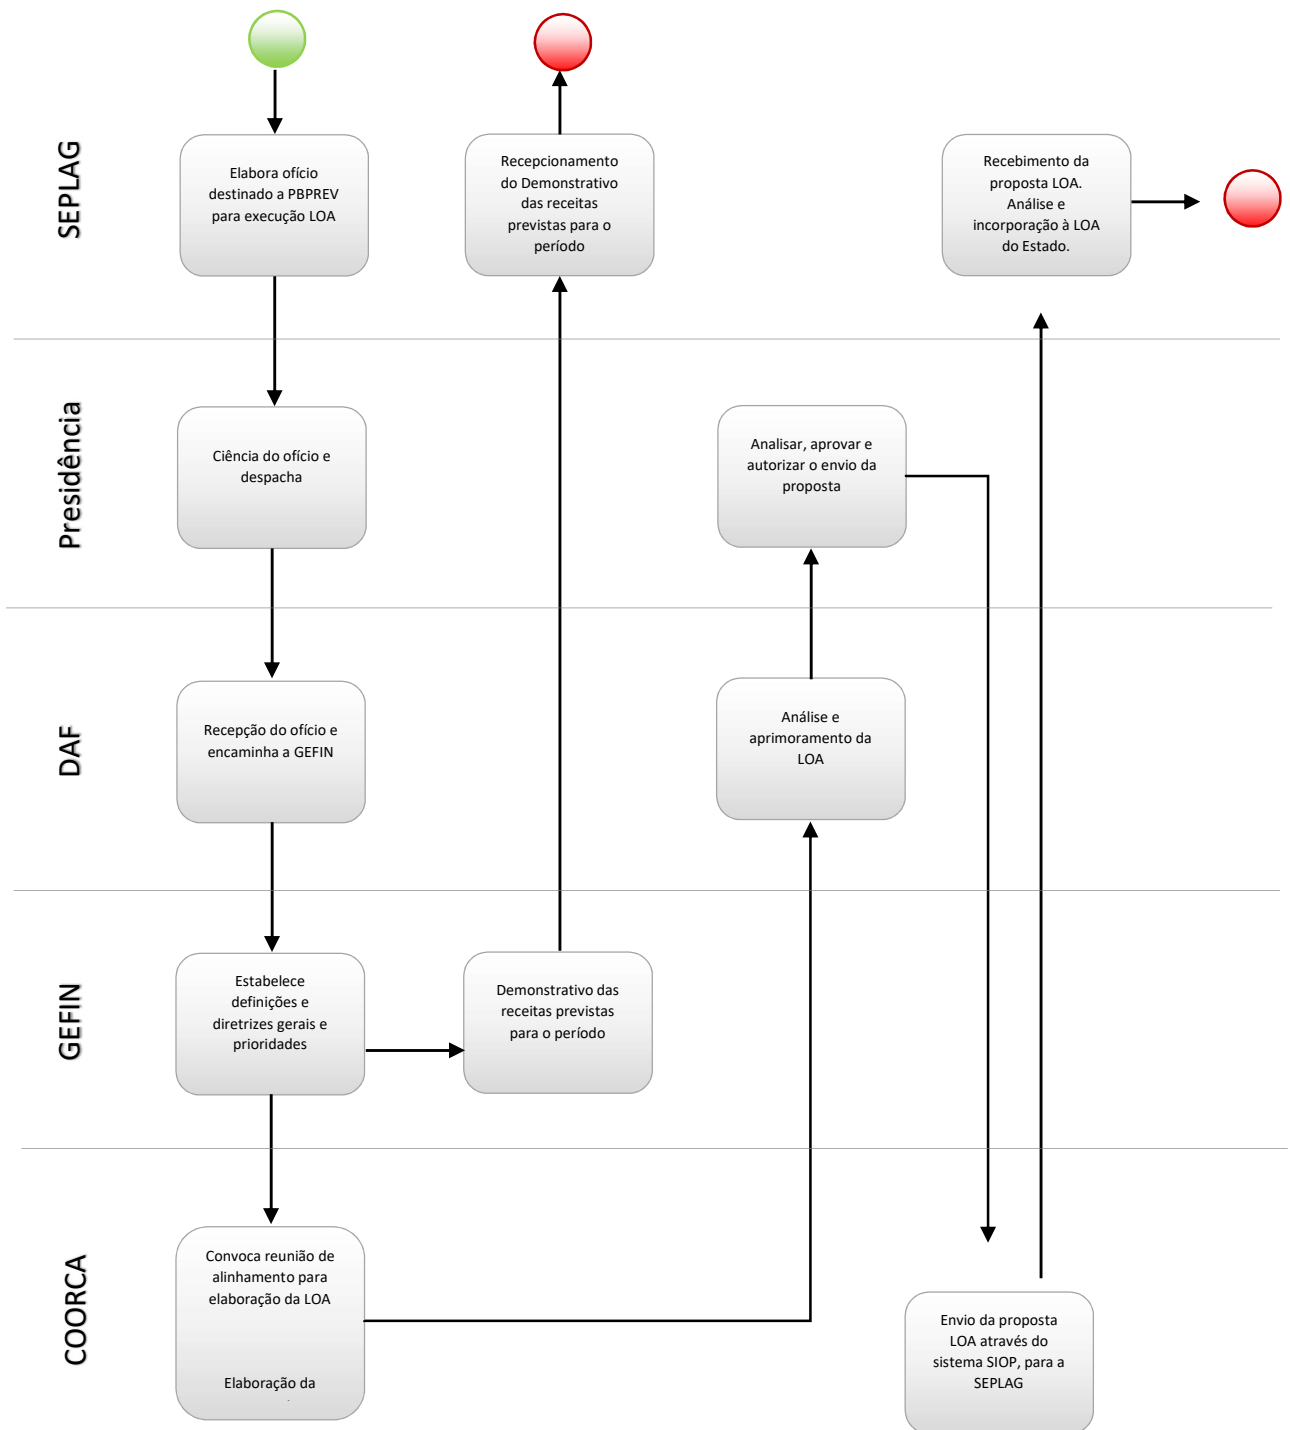 SEPLAG
Elabora ofício
destinado a PBPREV
para execução LOA
Recepcionamento
do Demonstrativo
das receitas
previstas para o
período
Recebimento da
proposta LOA.
Análise e
incorporação à LOA
do Estado.
Presidência
Ciência do ofício e
despacha
Analisar, aprovar e
autorizar o envio da
proposta
DAF
Recepção do ofício e
encaminha a GEFIN
Análise e
aprimoramento da
LOA
GEFIN
Estabelece
definições e
diretrizes gerais e
prioridades
Demonstrativo das
receitas previstas
para o período
COORCA
Convoca reunião de
alinhamento para
elaboração da LOA
Elaboração da
Envio da proposta
LOA através do
sistema SIOP, para a
SEPLAG